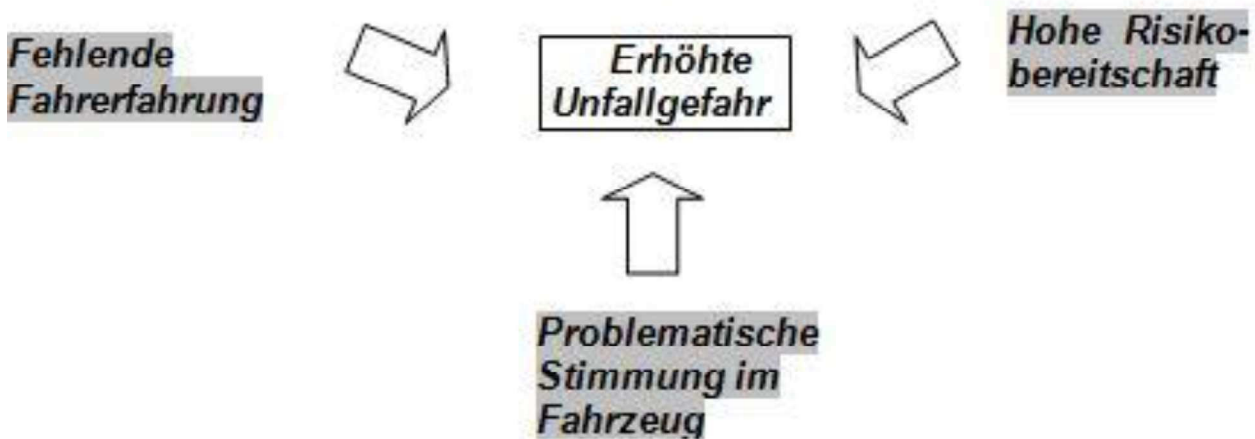 Fehlende
Fahrerfahrung
Erhöhte
Unfallgefahr
Hohe Risiko-
bereitschaft
Problematische
Stimmung im
Fahrzeug